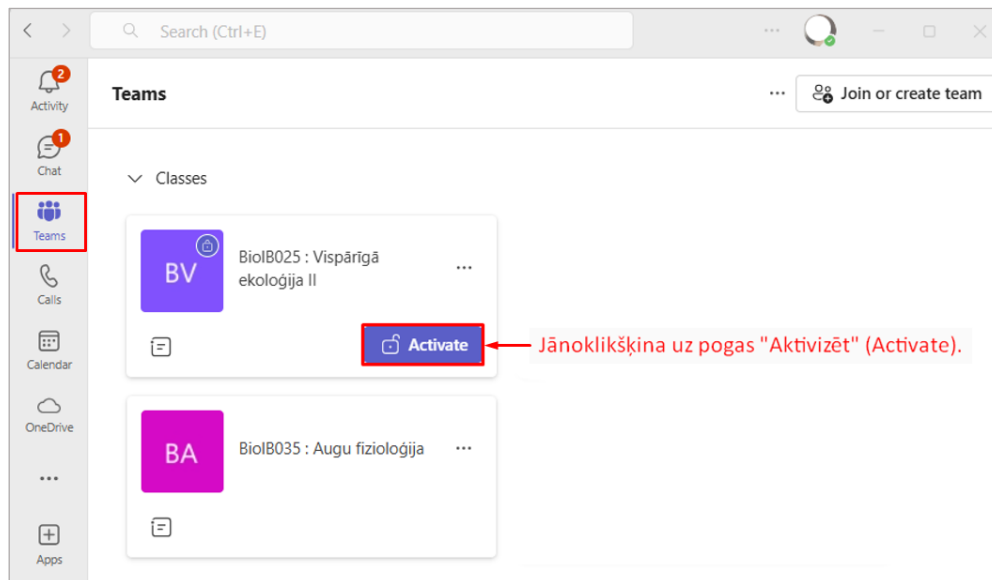 Search (Ctrl+E)
2
Activity
1
Chat
Teams
Calls
Calendar
OneDrive
Apps
Teams
Join or create team
Classes
BV
BiolB025 : Vispārīgā
ekoloģija II
Activate
Jānoklikšķina uz pogas "Aktivizēt" (Activate).
BA
BiolB035 : Augu fizioloģija